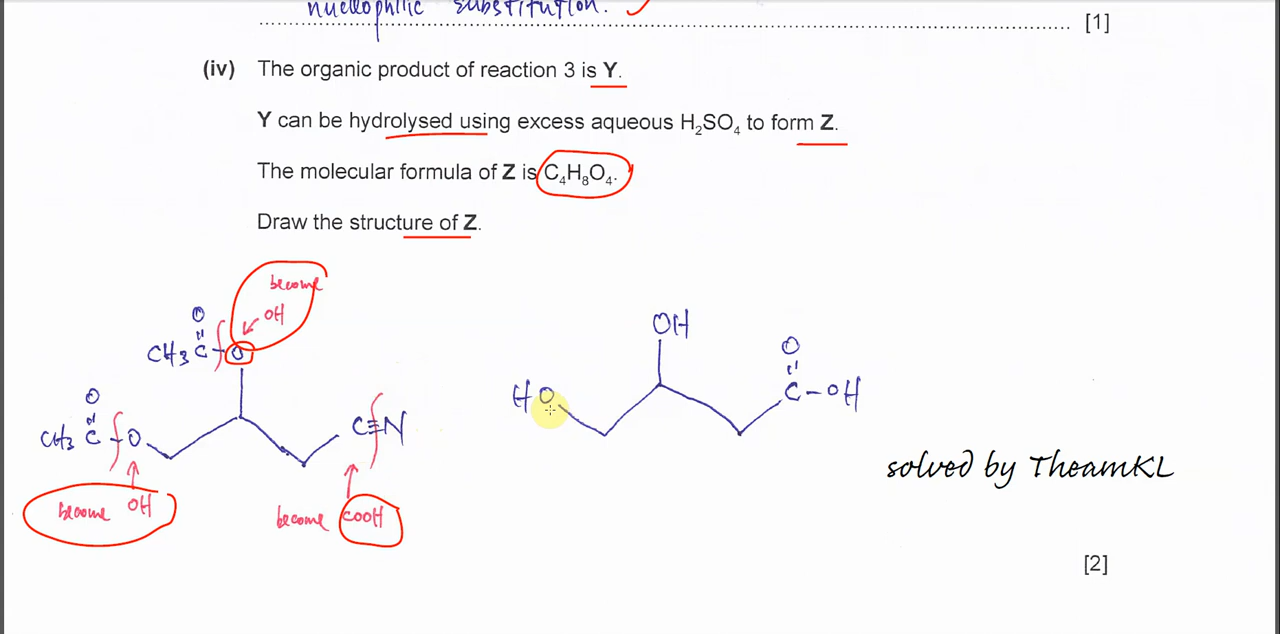 nucleophilic substitution. [1]
(iv) The organic product of reaction 3 is Y.
Y can be hydrolysed using excess aqueous H₂SO₄ to form Z.
The molecular formula of Z is C₄H₈O₄.
Draw the structure of Z.
become
OH
O
CH3 C-O
O
CH3 C-O
C≡N
become OH
become COOH
OH
O
HO
C-OH
solved by TheamKL
[2]